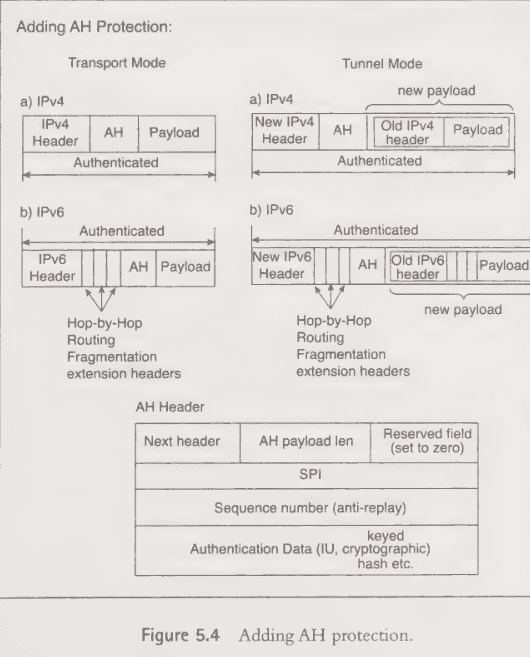 Adding AH Protection:
Transport Mode
a) IPv4
IPv4
Header
AH
Payload
Authenticated
b) IPv6
Authenticated
IPv6
Header
AH
Payload
Hop-by-Hop
Routing
Fragmentation
extension headers
Tunnel Mode
new payload
a) IPv4
New IPv4
Header
AH
Old IPv4
header
Payload
Authenticated
b) IPv6
Authenticated
New IPv6
Header
AH
Old IPv6
header
Payload
new payload
Hop-by-Hop
Routing
Fragmentation
extension headers
AH Header
Next header
AH payload len
Reserved field
(set to zero)
SPI
Sequence number (anti-replay)
keyed
Authentication Data (IU, cryptographic)
hash etc.
Figure 5.4 Adding AH protection.